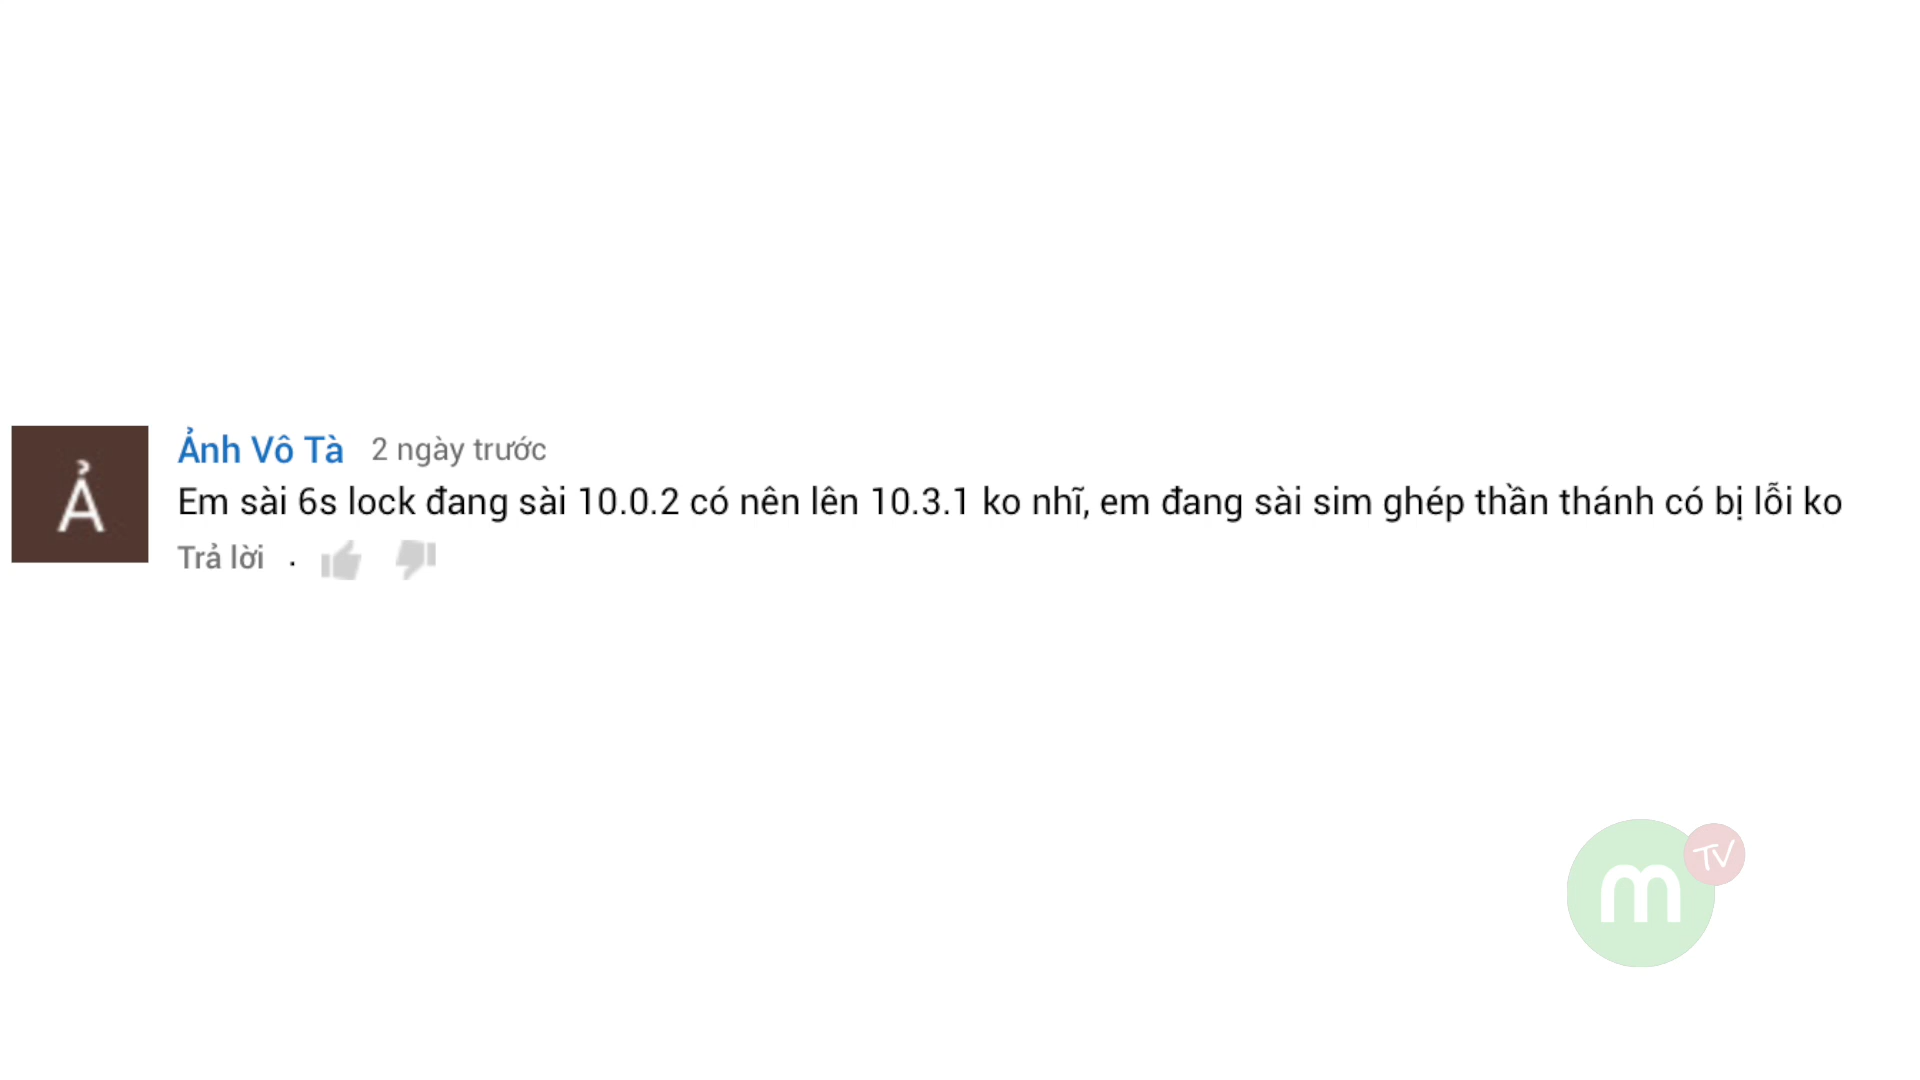 Ả
Ảnh Vô Tà 2 ngày trước
Em sài 6s lock đang sài 10.0.2 có nên lên 10.3.1 ko nhĩ, em đang sài sim ghép thần thánh có bị lỗi ko
Trả lời .
m TV